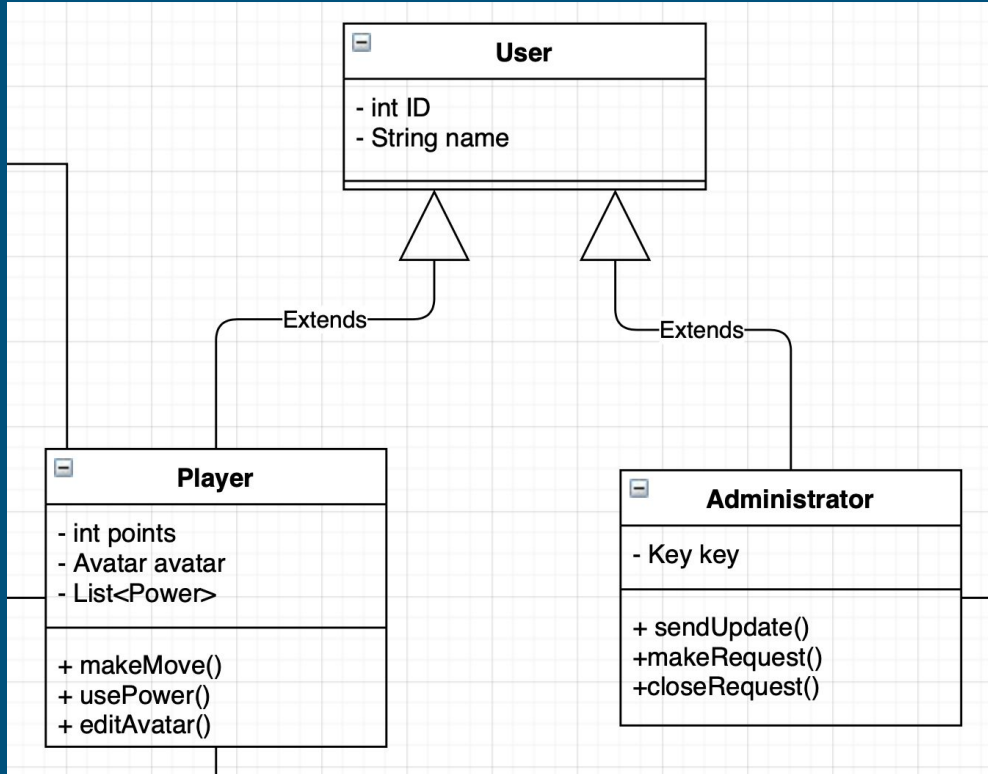 User
- int ID
- String name
Extends
Extends
Player
- int points
- Avatar avatar
- List<Power>
+ makeMove()
+ usePower()
+ editAvatar()
Administrator
- Key key
+ sendUpdate()
+makeRequest()
+closeRequest()